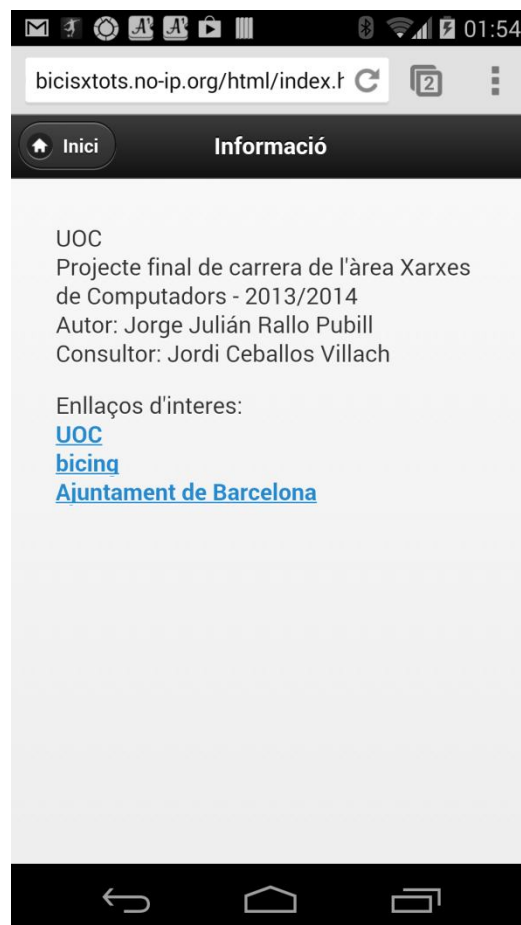 01:54
bicisxtots.no-ip.org/html/index.h
2
Inici
Informació
UOC
Projecte final de carrera de l'àrea Xarxes
de Computadors - 2013/2014
Autor: Jorge Julián Rallo Pubill
Consultor: Jordi Ceballos Villach
Enllaços d'interes:
UOC
bicing
Ajuntament de Barcelona